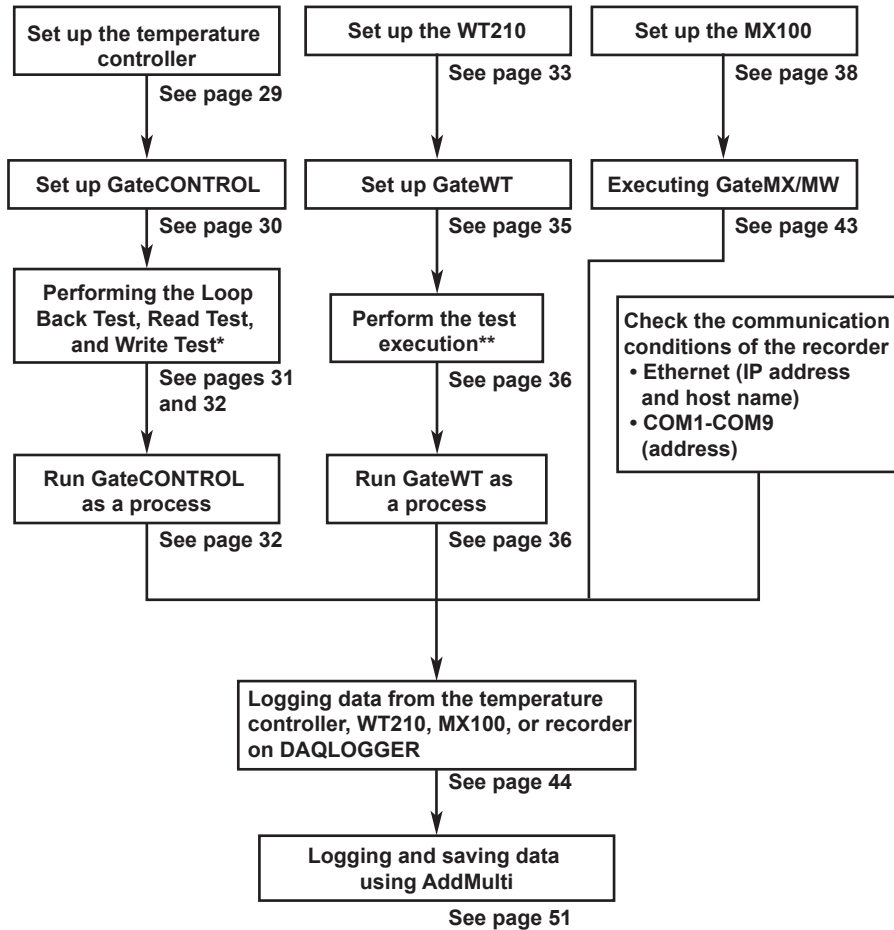 Set up the temperature
controller
See page 29
Set up GateCONTROL
See page 30
Performing the Loop
Back Test, Read Test,
and Write Test*
See pages 31
and 32
Run GateCONTROL
as a process
See page 32
Set up the WT210
See page 33
Set up GateWT
See page 35
Perform the test
execution**
See page 36
Run GateWT as
a process
See page 36
Set up the MX100
See page 38
Executing GateMX/MW
See page 43
Check the communication
conditions of the recorder
• Ethernet (IP address
and host name)
• COM1-COM9
(address)
Logging data from the temperature
controller, WT210, MX100, or recorder
on DAQLOGGER
See page 44
Logging and saving data
using AddMulti
See page 51